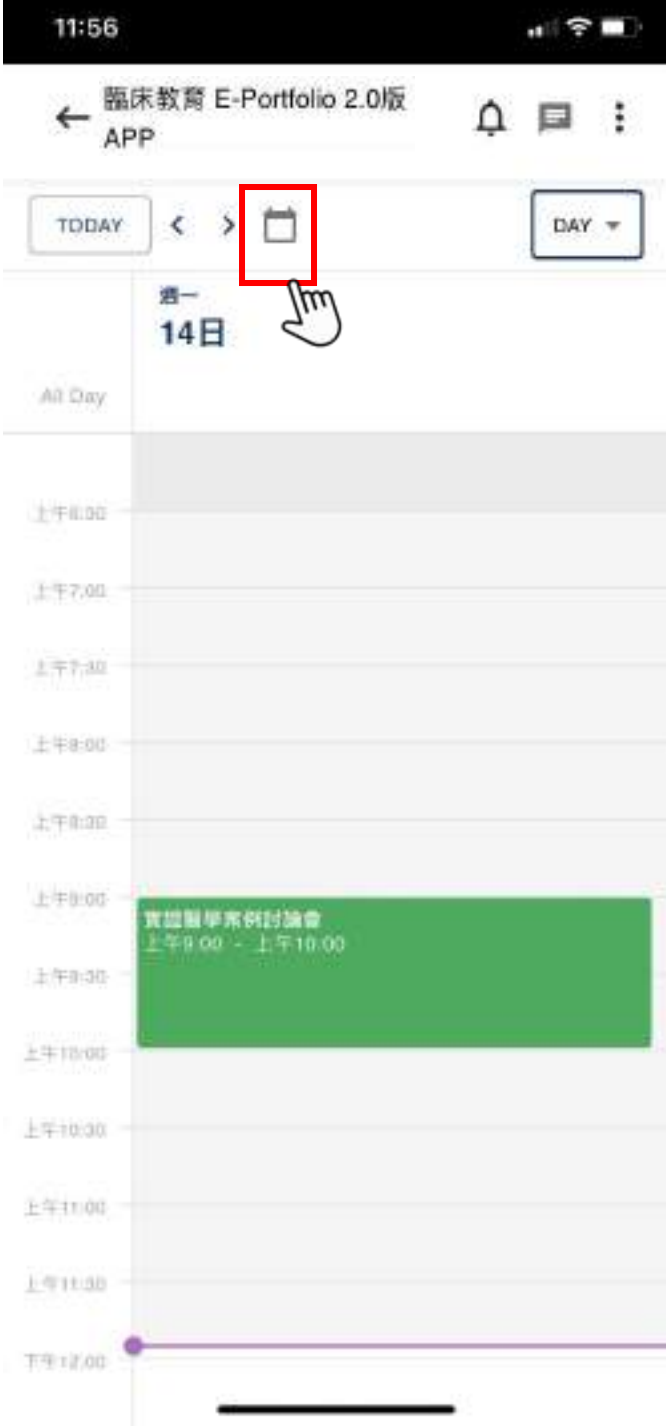 11:56
臨床教育 E-Portfolio 2.0版
APP
TODAY
DAY
週一
14日
All Day
上午6:30
上午7:00
上午7:30
上午8:00
上午8:30
上午9:00
實證醫學案例討論會
上午9:00 - 上午10:00
上午9:30
上午10:00
上午10:30
上午11:00
上午11:30
下午12:00